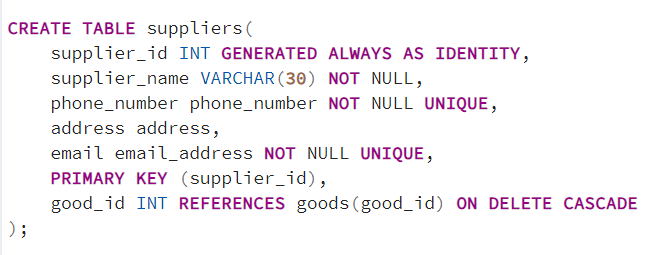 CREATE TABLE suppliers(
supplier_id INT GENERATED ALWAYS AS IDENTITY,
supplier_name VARCHAR(30) NOT NULL,
phone_number phone_number NOT NULL UNIQUE,
address address,
email email_address NOT NULL UNIQUE,
PRIMARY KEY (supplier_id),
good_id INT REFERENCES goods(good_id) ON DELETE CASCADE
);